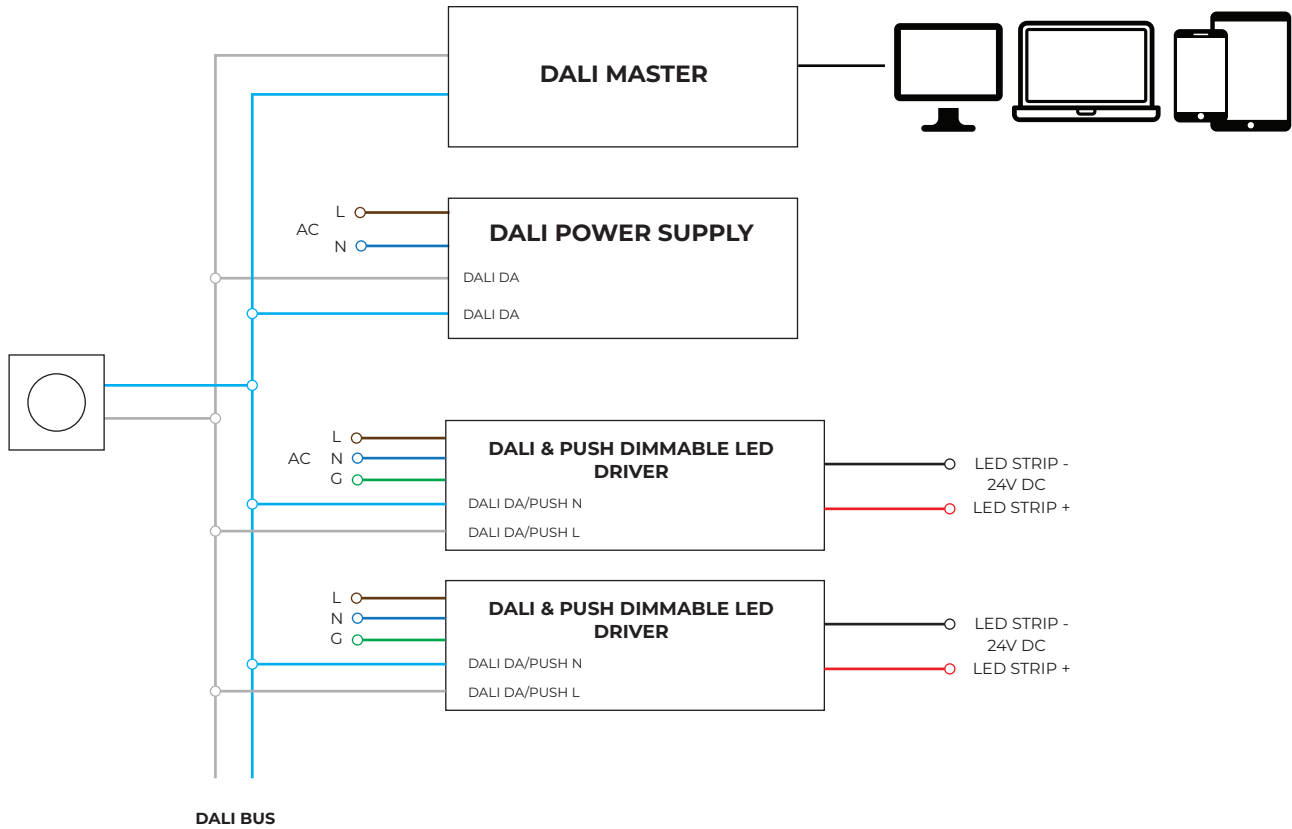 DALI MASTER
L
AC
N
DALI POWER SUPPLY
DALI DA
DALI DA
L
AC N
G
DALI & PUSH DIMMABLE LED
DRIVER
DALI DA/PUSH N
DALI DA/PUSH L
LED STRIP -
24V DC
LED STRIP +
L
N
G
DALI & PUSH DIMMABLE LED
DRIVER
DALI DA/PUSH N
DALI DA/PUSH L
LED STRIP -
24V DC
LED STRIP +
DALI BUS